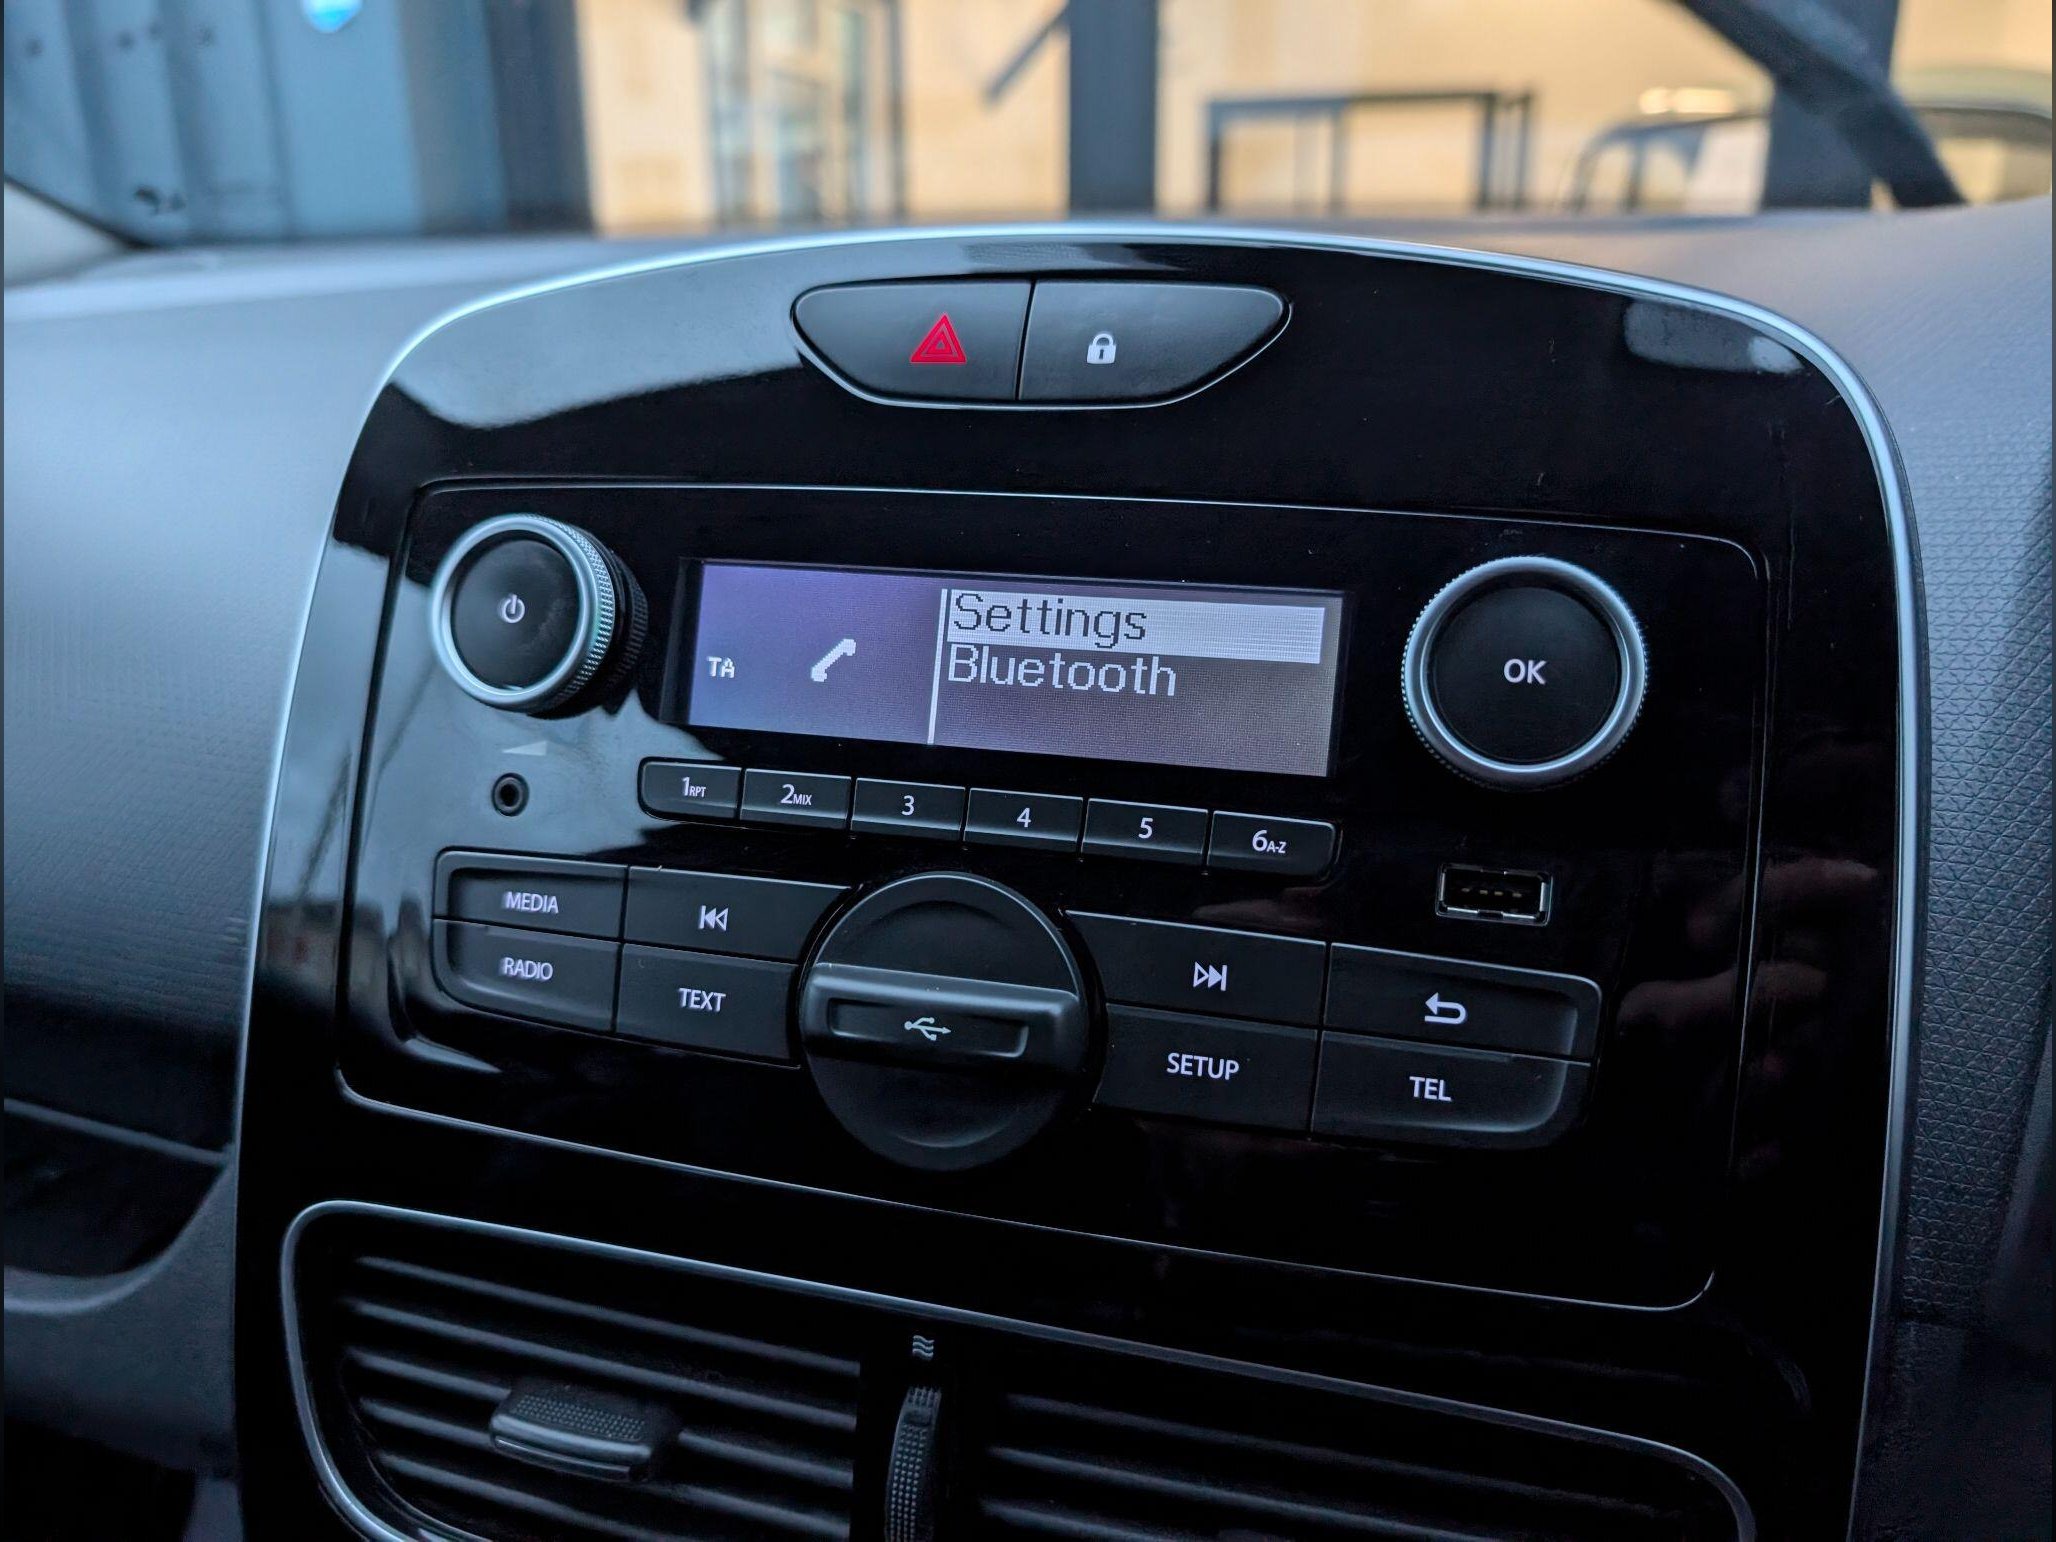 Settings
TA
Bluetooth
OK
1RPT 2MIX 3 4 5 6A-Z
MEDIA
RADIO
TEXT
SETUP
TEL